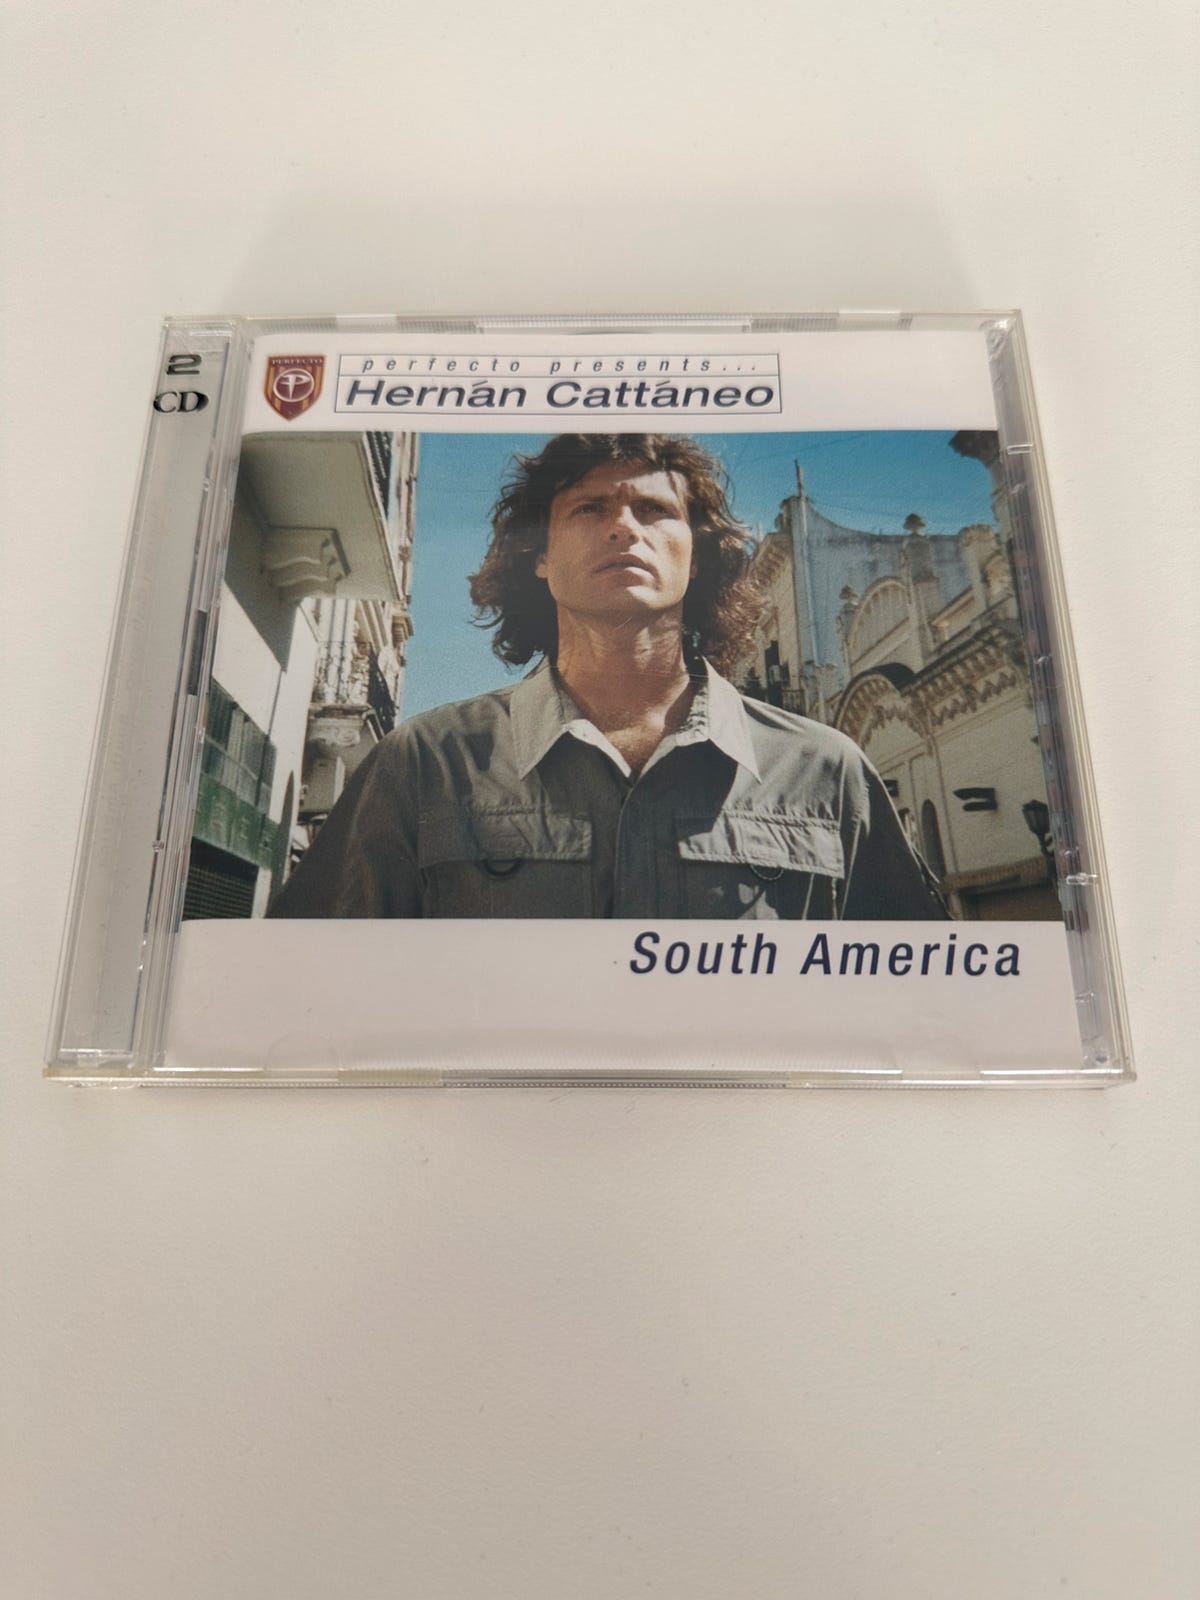 2
CD
PERFECTO
perfecto presents...
Hernán Cattáneo
South America